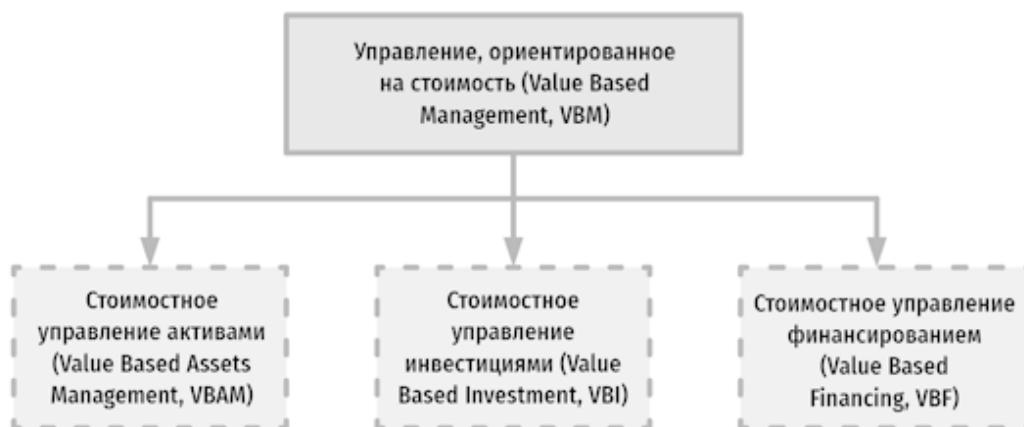 Управление, ориентированное
на стоимость (Value Based
Management, VBM)
Стоимостное
управление активами
(Value Based Assets
Management, VBAM)
Стоимостное
управление
инвестициями (Value
Based Investment, VBI)
Стоимостное управление
финансированием
(Value Based
Financing, VBF)